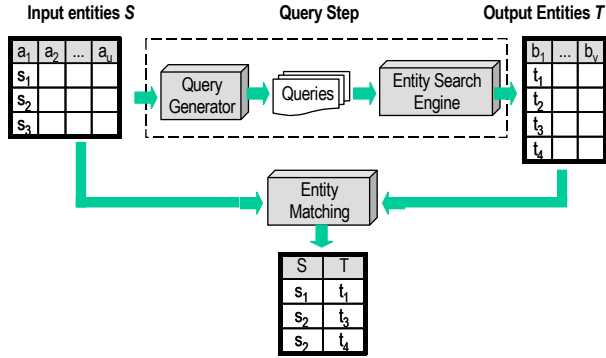 Input entities S
Query Step
Output Entities T
a1 a2 ... au
s1
s2
s3
Query
Generator
Queries
Entity Search
Engine
b1 ... bv
t1
t2
t3
t4
Entity
Matching
S T
s1 t1
s2 t3
s2 t4